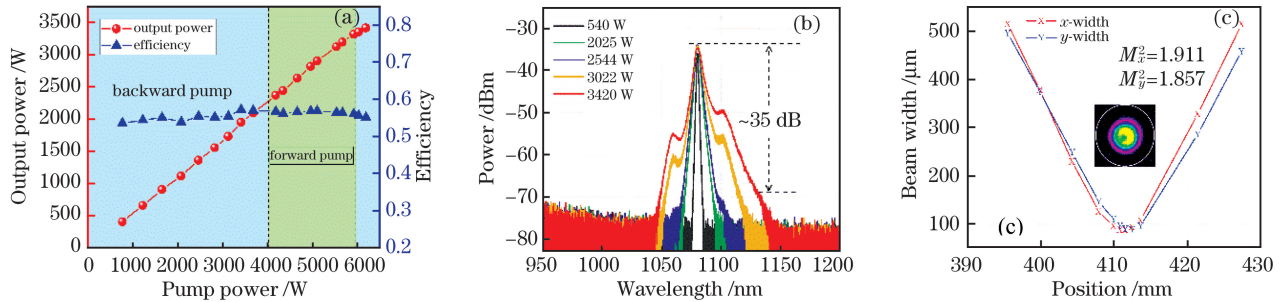 (a)
output power
efficiency
backward pump
forward pump
Output power /W
3500
3000
2500
2000
1500
1000
500
0
0
1000
2000
3000
4000
5000
6000
Pump power /W
0.8
0.7
0.6
0.5
0.4
0.3
0.2
Efficiency
(b)
540 W
2025 W
2544 W
3022 W
3420 W
~35 dB
Power /dBm
-30
-40
-50
-60
-70
-80
950
1000
1050
1100
1150
1200
Wavelength /nm
(c)
x-width
y-width
M²x=1.911
M²y=1.857
(c)
Beam width /μm
500
400
300
200
100
390
400
410
420
430
Position /mm